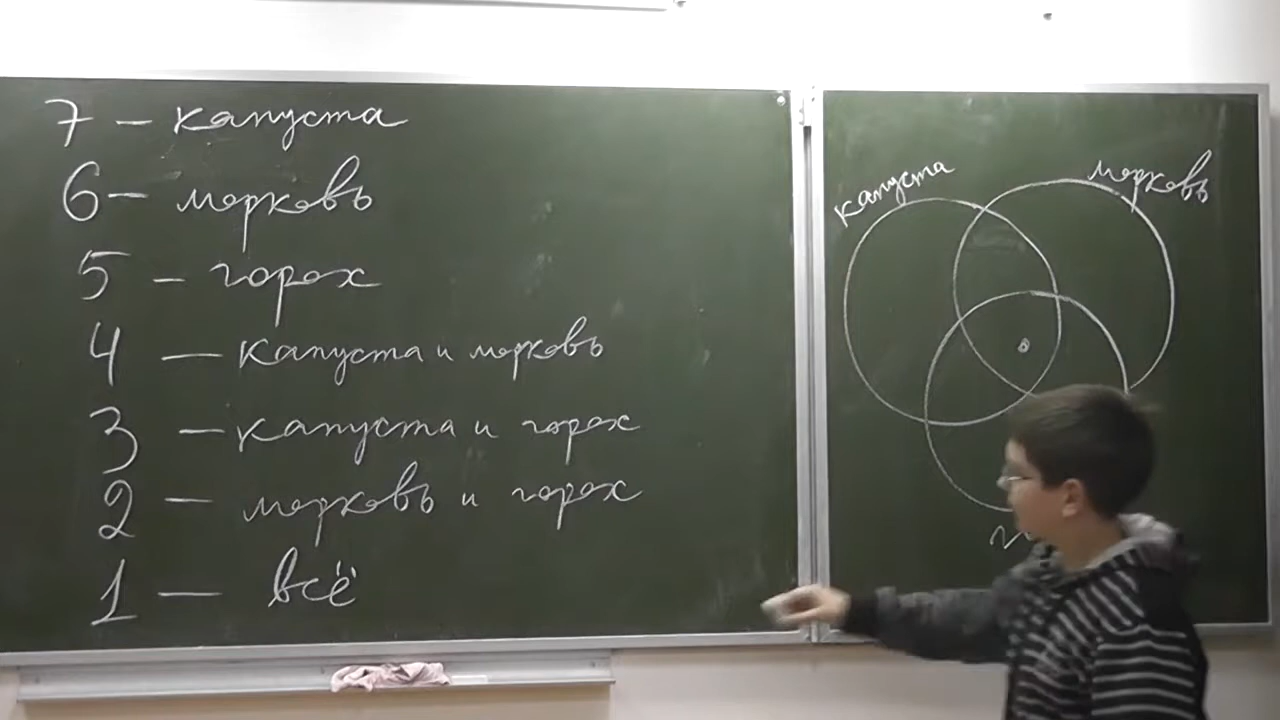 7 – капуста
6 – морковь
5 – горох
4 — капуста и морковь
3 — капуста и горох
2 — морковь и горох
1 — всё
капуста
морковь